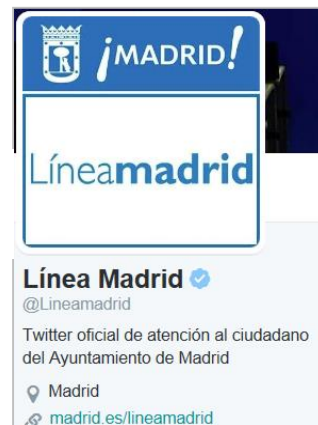 ¡MADRID!
Líneamadrid
Línea Madrid
@Lineamadrid
Twitter oficial de atención al ciudadano
del Ayuntamiento de Madrid
Madrid
madrid.es/lineamadrid